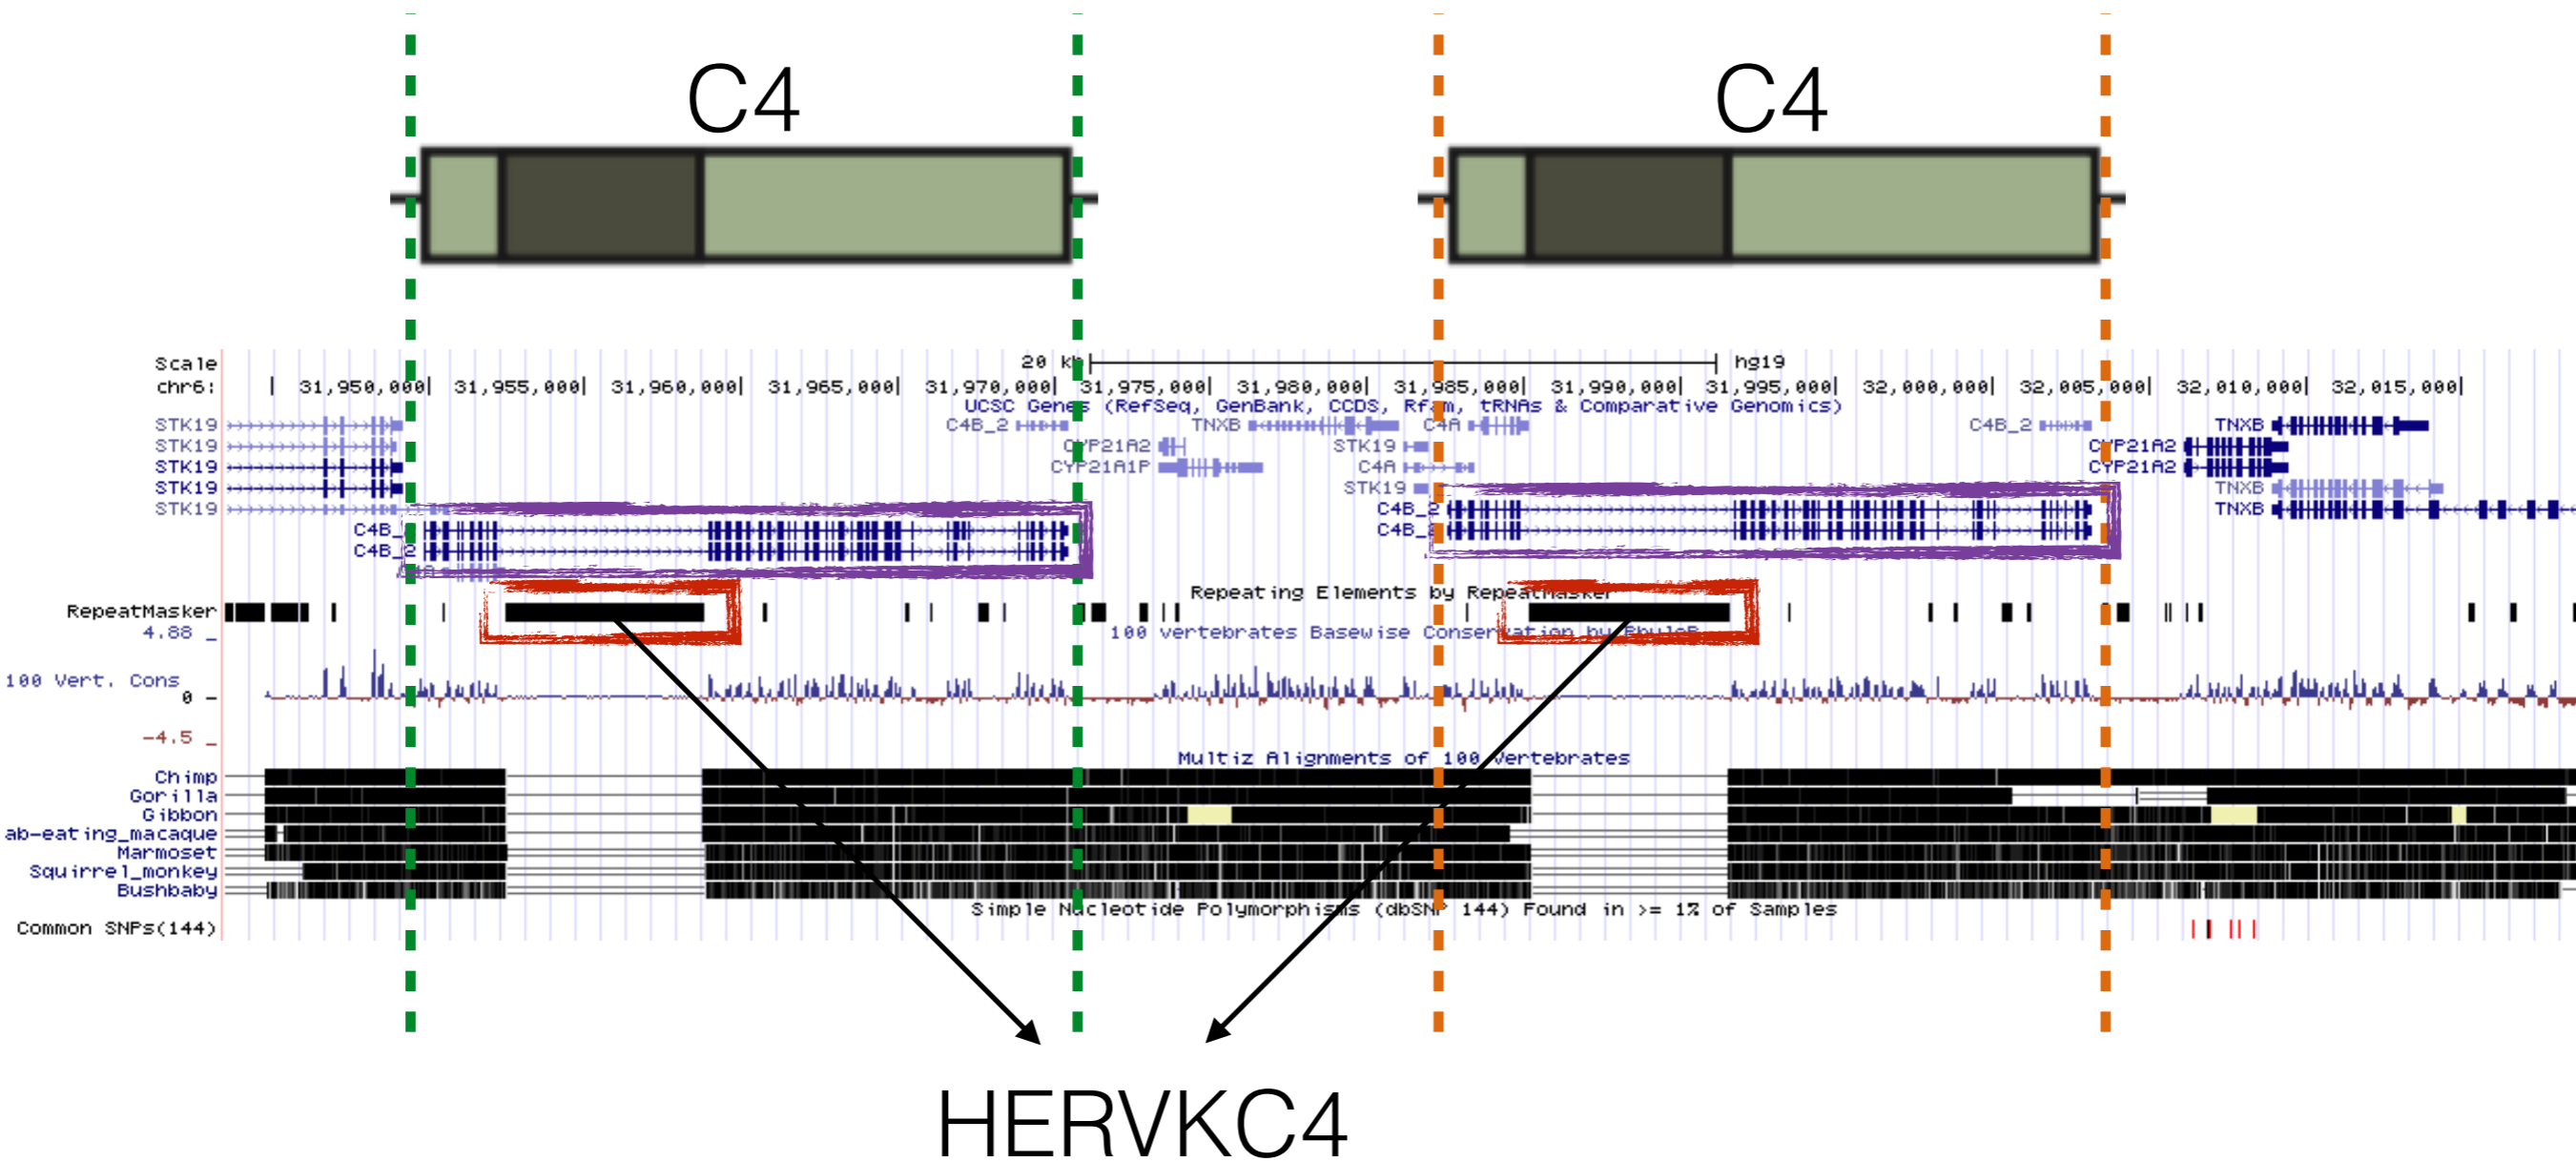 C4 C4
Scale 20 kb hg19
chr6: 31,950,000 31,955,000 31,960,000 31,965,000 31,970,000 31,975,000 31,980,000 31,985,000 31,990,000 31,995,000 32,000,000 32,005,000 32,010,000 32,015,000
UCSC Genes (RefSeq, GenBank, CCDS, Rfam, tRNAs & Comparative Genomics)
STK19 C4B_2 TNXB C4A C4B_2 TNXB
STK19 CYP21A2 STK19 CYP21A2
STK19 CYP21A1P C4A CYP21A2
STK19 STK19 TNXB
STK19 C4B_2 TNXB
C4B_ C4B_
C4B_2
Repeating Elements by RepeatMasker
RepeatMasker
4.88 _ 100 vertebrates Basewise Conservation by PhyloP
100 Vert. Cons
0 _
-4.5 _
Multiz Alignments of 100 Vertebrates
Chimp
Gorilla
Gibbon
ab-eating_macaque
Marmoset
Squirrel_monkey
Bushbaby
Simple Nucleotide Polymorphisms (dbSNP 144) Found in >= 1% of Samples
Common SNPs(144)
HERVKC4